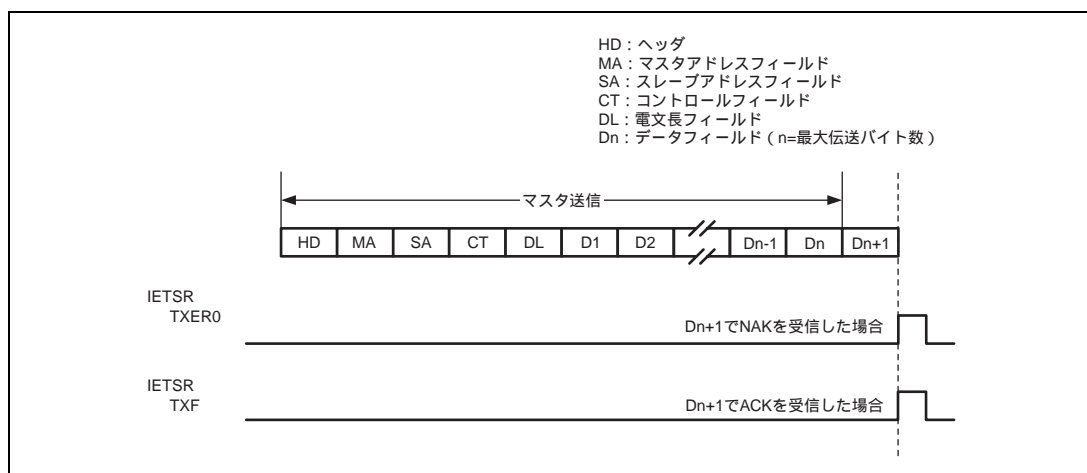 HD：ヘッダ
MA：マスタアドレスフィールド
SA：スレーブアドレスフィールド
CT：コントロールフィールド
DL：電文長フィールド
Dn：データフィールド（n=最大伝送バイト数）
マスタ送信
HD MA SA CT DL D1 D2 Dn-1 Dn Dn+1
IETSR
TXER0
Dn+1でNAKを受信した場合
IETSR
TXF
Dn+1でACKを受信した場合